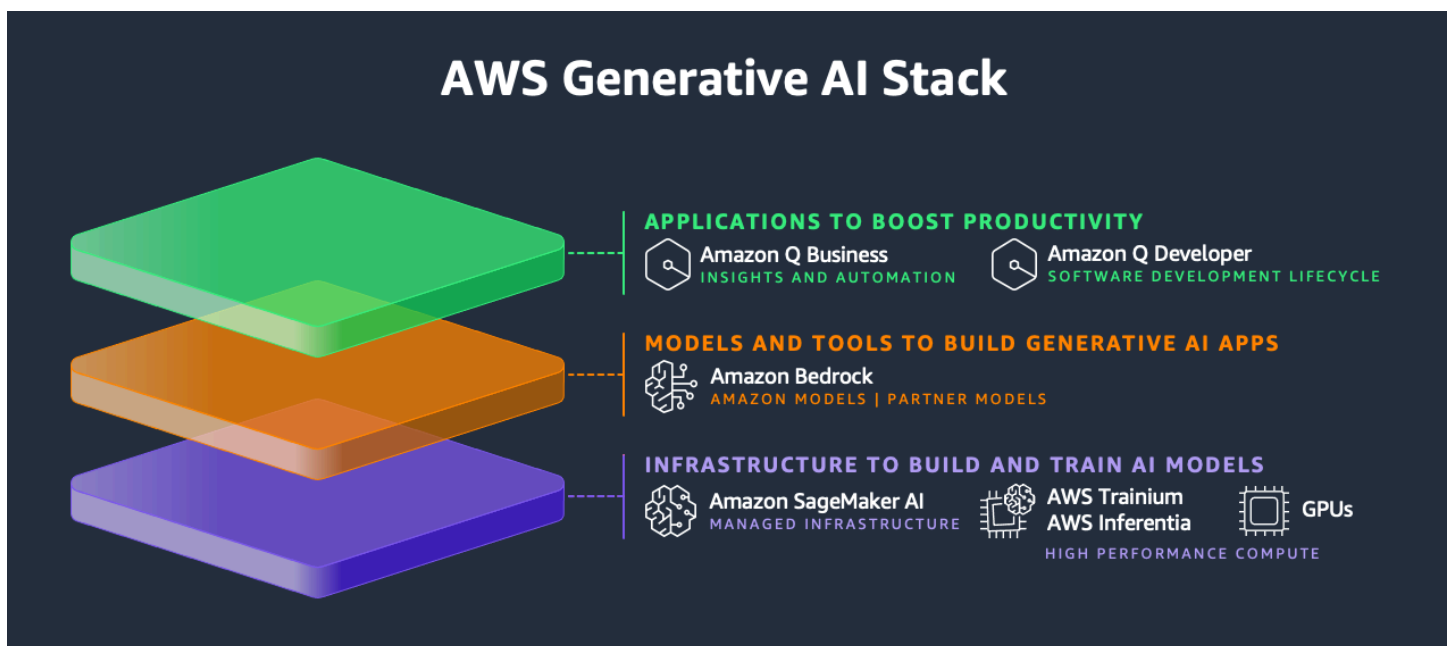 AWS Generative AI Stack
APPLICATIONS TO BOOST PRODUCTIVITY
Amazon Q Business
INSIGHTS AND AUTOMATION
Amazon Q Developer
SOFTWARE DEVELOPMENT LIFECYCLE
MODELS AND TOOLS TO BUILD GENERATIVE AI APPS
Amazon Bedrock
AMAZON MODELS | PARTNER MODELS
INFRASTRUCTURE TO BUILD AND TRAIN AI MODELS
Amazon SageMaker AI
MANAGED INFRASTRUCTURE
AWS Trainium
AWS Inferentia
GPUs
HIGH PERFORMANCE COMPUTE